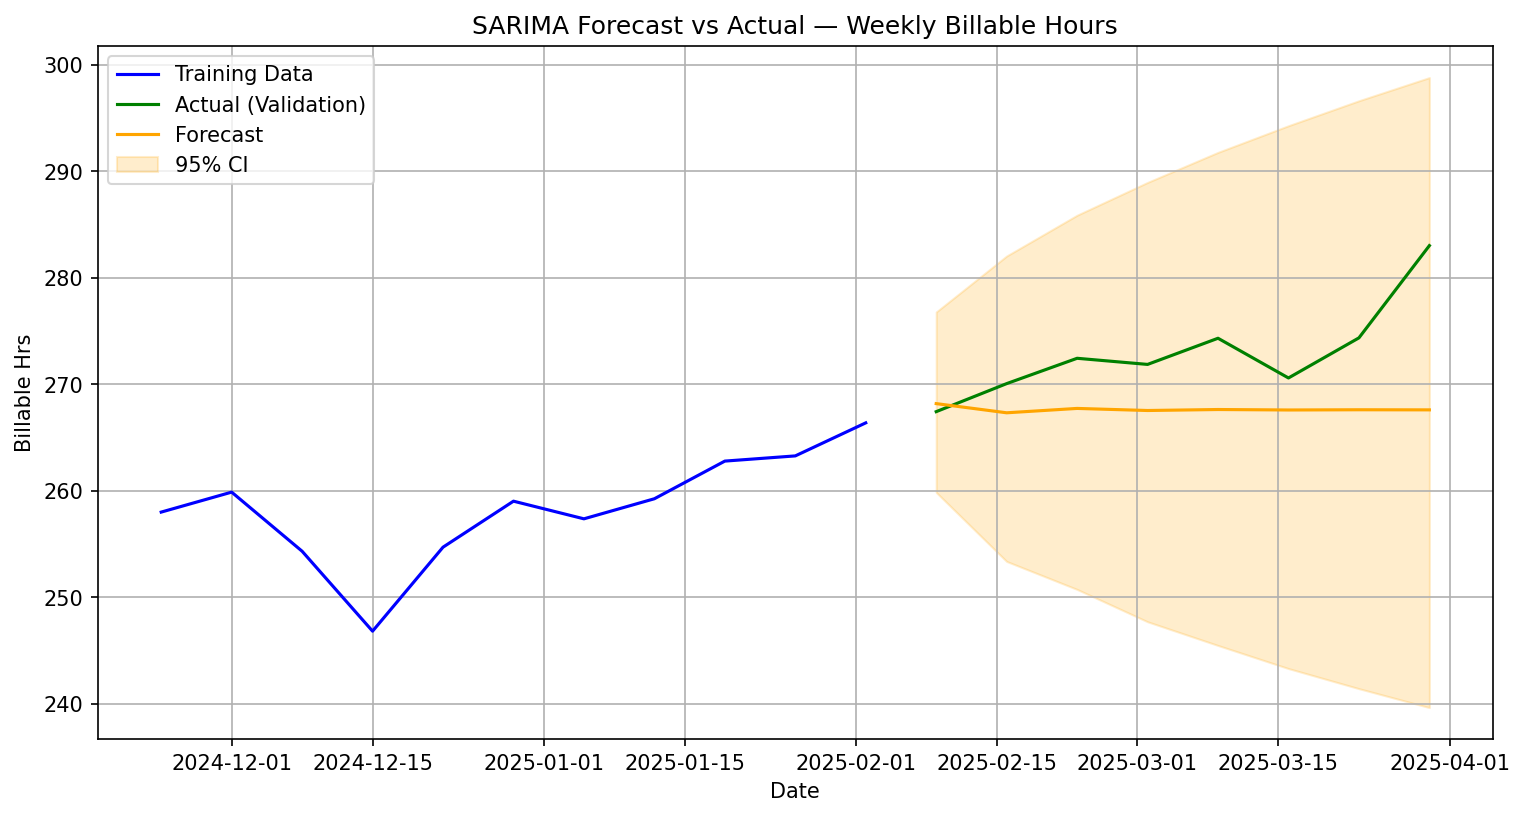 SARIMA Forecast vs Actual — Weekly Billable Hours
Training Data
Actual (Validation)
Forecast
95% CI
300
290
280
270
260
250
240
Billable Hrs
2024-12-01 2024-12-15 2025-01-01 2025-01-15 2025-02-01 2025-02-15 2025-03-01 2025-03-15 2025-04-01
Date